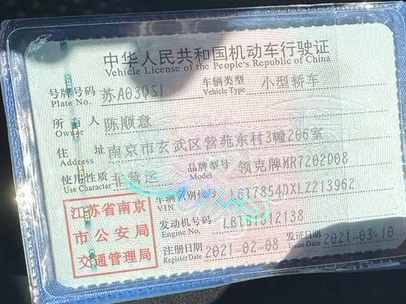 中华人民共和国机动车行驶证
Vehicle License of the People's Republic of China
号牌号码 苏A03QS1 车辆类型 小型轿车
Plate No. Vehicle Type
所有人 陈顺意
Owner
住址 南京市玄武区营苑东村3幢206室
Address
使用性质 非营运 品牌型号 领克牌MR7202D08
Use Character Model
车辆识别代号
VIN
发动机号码
Engine No.
注册日期 2021-02-08 发证日期 2021-03-10
Register Date Issue Date
江苏省南京
市公安局
交通管理局